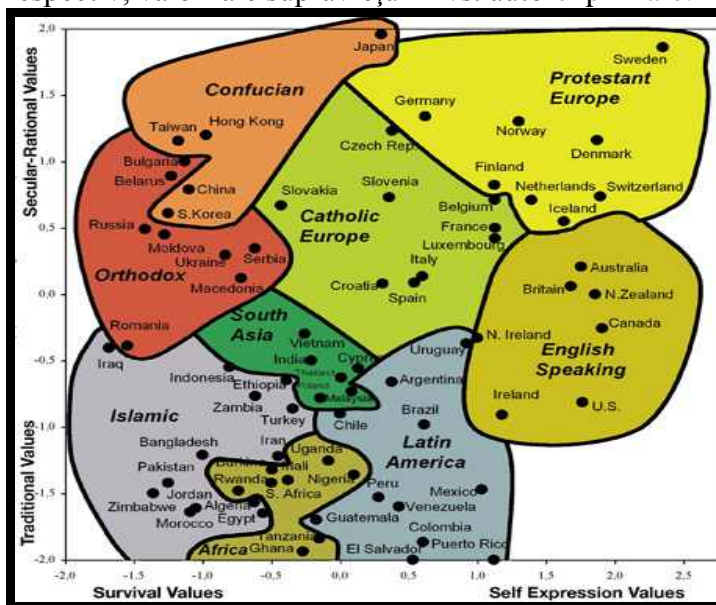 2,0
Japan
Sweden
Confucian
Protestant
Europe
1,5
Germany
Taiwan
Hong Kong
Norway
Czech Rep.
Denmark
Bulgaria
1,0
Belarus
China
Slovakia
Slovenia
Finland
Netherlands
Switzerland
S.Korea
Catholic
Europe
Belgium
Iceland
Russia
France
0,5
Moldova
Ukraine
Serbia
Luxembourg
Orthodox
Italy
Australia
Macedonia
Croatia
Spain
Britain
N.Zealand
0,0
South
Asia
Romania
Vietnam
N. Ireland
Canada
Iraq
India
Uruguay
English
Speaking
-0,5
Indonesia
Ethiopia
Argentina
Zambia
Malaysia
Ireland
U.S.
Islamic
Turkey
Chile
Brazil
-1,0
Bangladesh
Iran
Uganda
Latin
America
Pakistan
Mali
Rwanda
Nigeria
Peru
Mexico
-1,5
Zimbabwe
Jordan
Algeria
S. Africa
Venezuela
Morocco
Egypt
Guatemala
Colombia
Tanzania
Africa
Ghana
El Salvador
Puerto Rico
-2,0
Secular-Rational Values
Traditional Values
-2,0 -1,5 -1,0 -0,5 0,0 0,5 1,0 1,5 2,0 2,5
Survival Values Self Expression Values